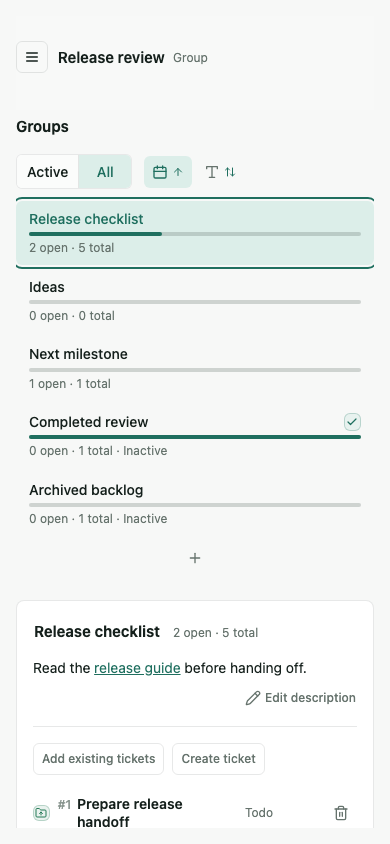 Release review Group
Groups
Active All
Release checklist
2 open · 5 total
Ideas
0 open · 0 total
Next milestone
1 open · 1 total
Completed review
0 open · 1 total · Inactive
Archived backlog
0 open · 1 total · Inactive
Release checklist 2 open · 5 total
Read the release guide before handing off.
Edit description
Add existing tickets Create ticket
#1 Prepare release Todo
handoff